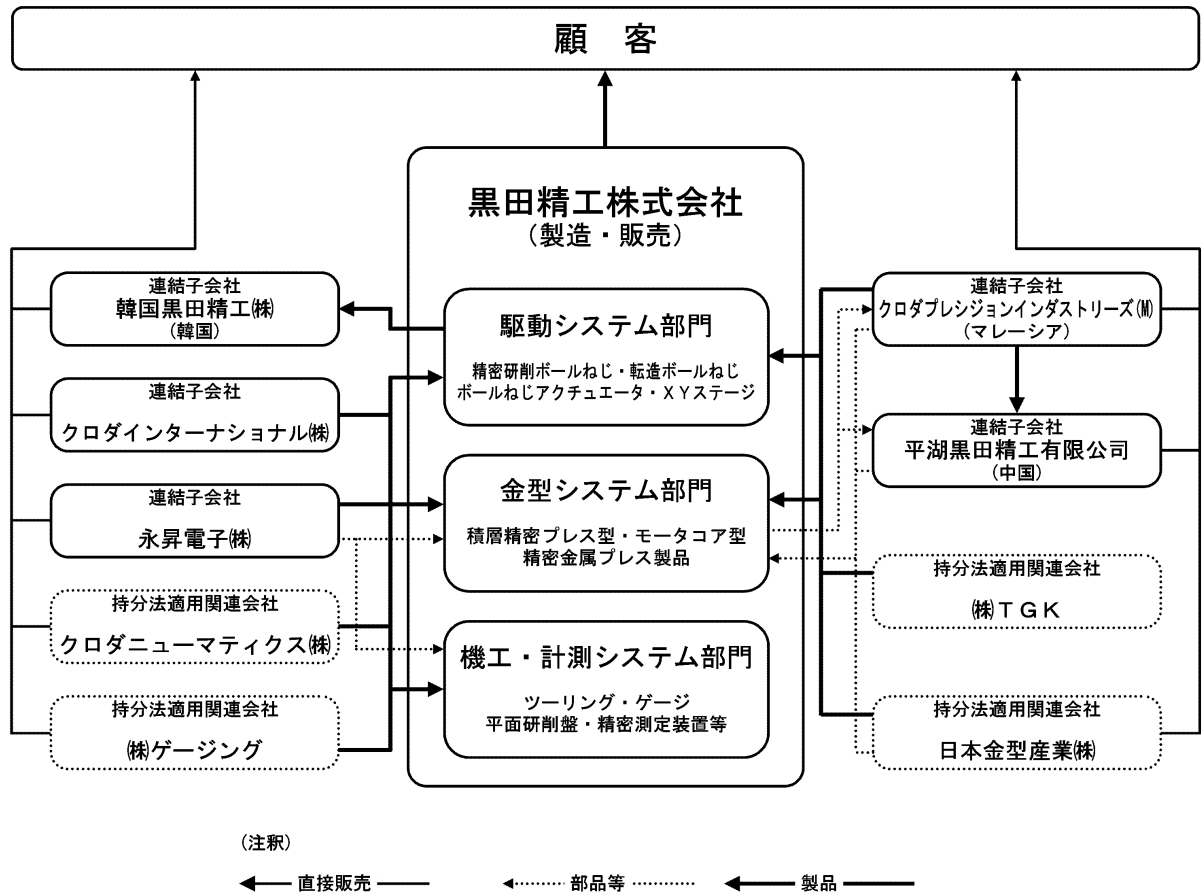 顧　客
黒田精工株式会社
（製造・販売）
連結子会社
韓国黒田精工㈱
（韓国）
連結子会社
クロダインターナショナル㈱
連結子会社
永昇電子㈱
持分法適用関連会社
クロダニューマティクス㈱
持分法適用関連会社
㈱ゲージング
駆動システム部門
精密研削ボールねじ・転造ボールねじ
ボールねじアクチュエータ・ＸＹステージ
金型システム部門
積層精密プレス型・モータコア型
精密金属プレス製品
機工・計測システム部門
ツーリング・ゲージ
平面研削盤・精密測定装置等
連結子会社
クロダプレシジョンインダストリーズ(M)
（マレーシア）
連結子会社
平湖黒田精工有限公司
（中国）
持分法適用関連会社
㈱ＴＧＫ
持分法適用関連会社
日本金型産業㈱
（注釈）
直接販売
部品等
製品